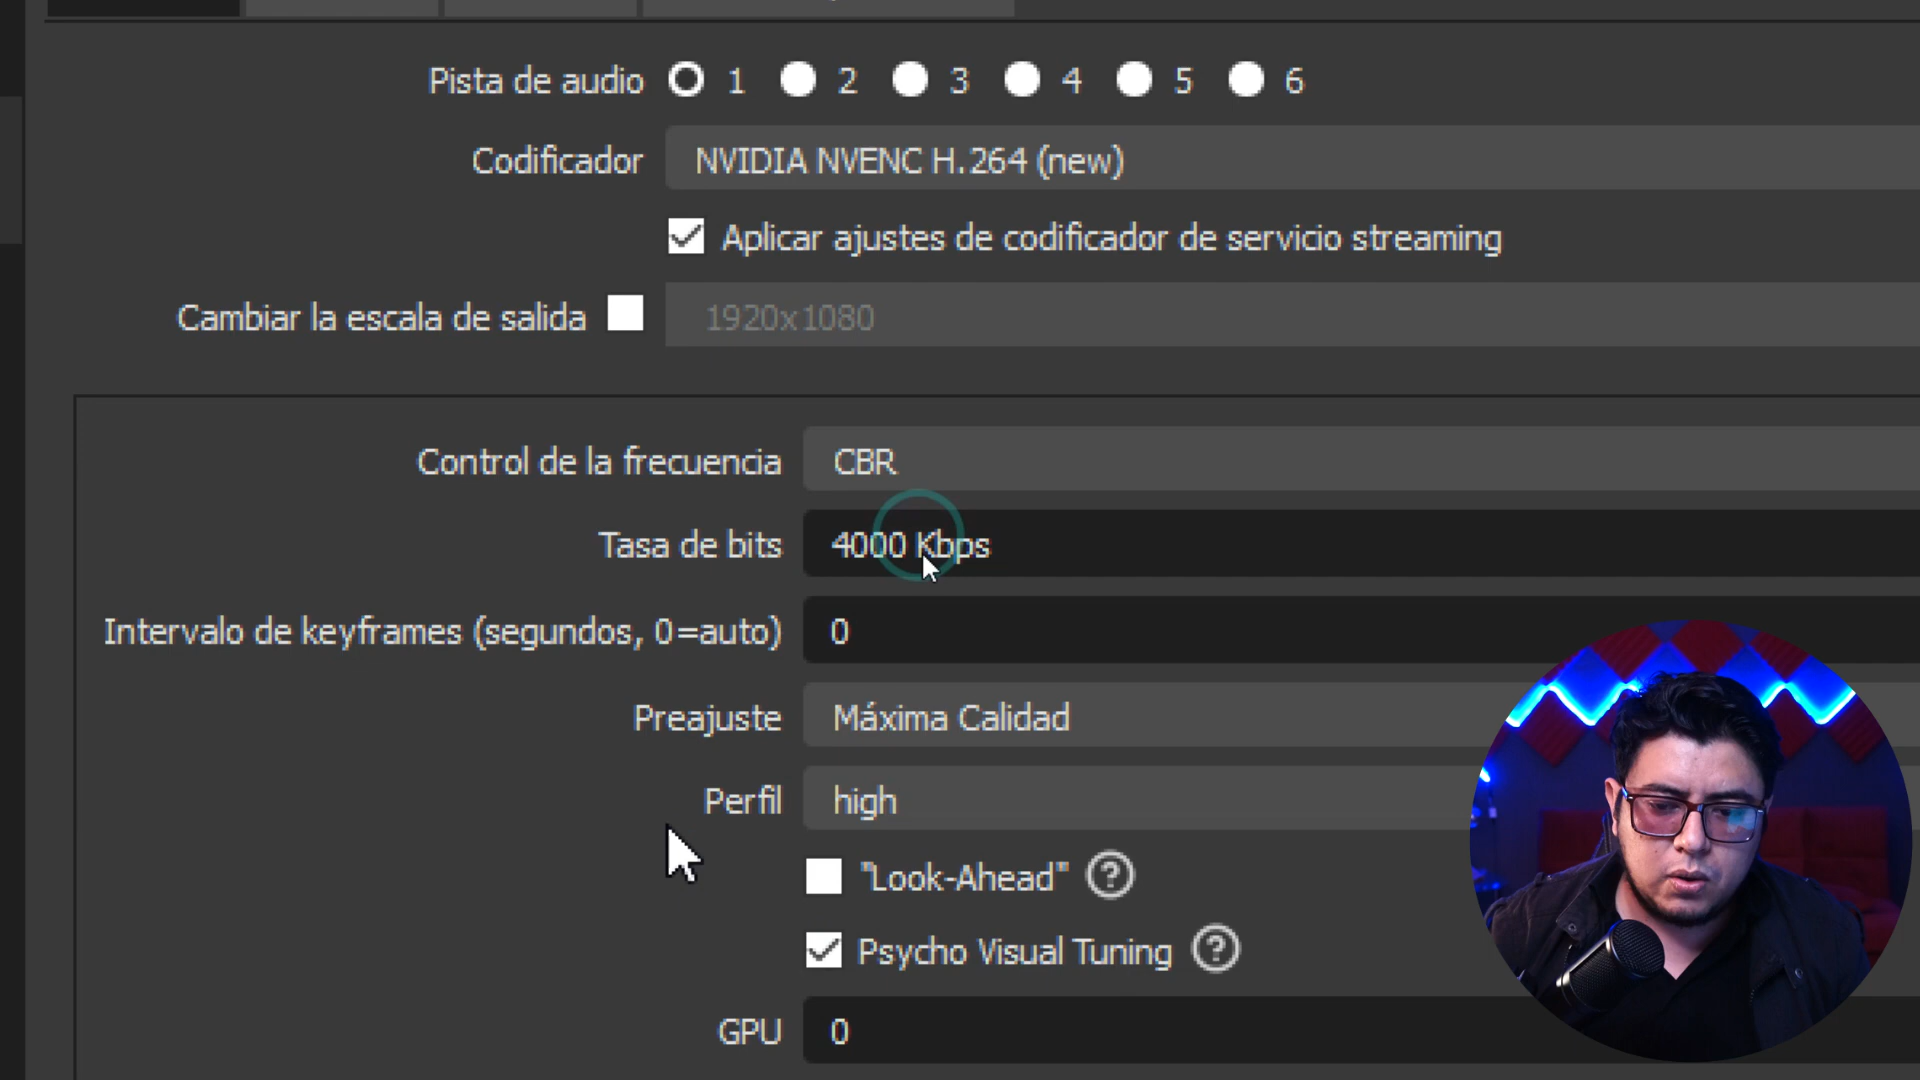 Pista de audio 1 2 3 4 5 6
Codificador NVIDIA NVENC H.264 (new)
Aplicar ajustes de codificador de servicio streaming
Cambiar la escala de salida 1920x1080
Control de la frecuencia CBR
Tasa de bits 4000 Kbps
Intervalo de keyframes (segundos, 0=auto) 0
Preajuste Máxima Calidad
Perfil high
"Look-Ahead" ?
Psycho Visual Tuning ?
GPU 0